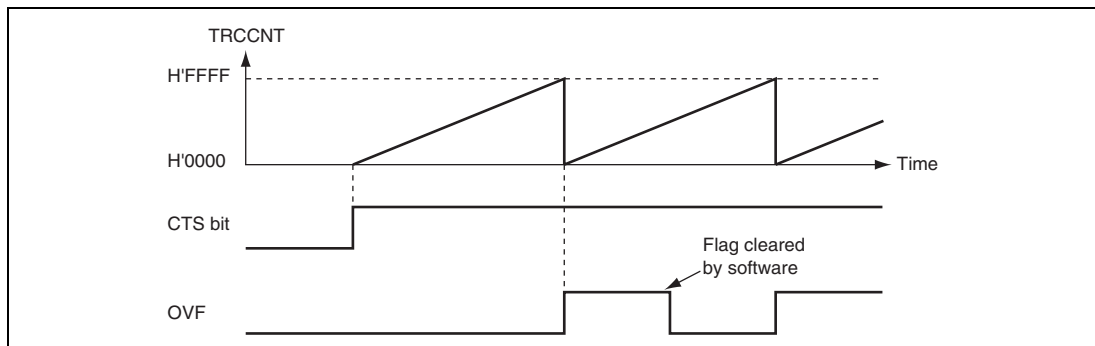 TRCCNT
H'FFFF
H'0000
Time
CTS bit
Flag cleared
by software
OVF